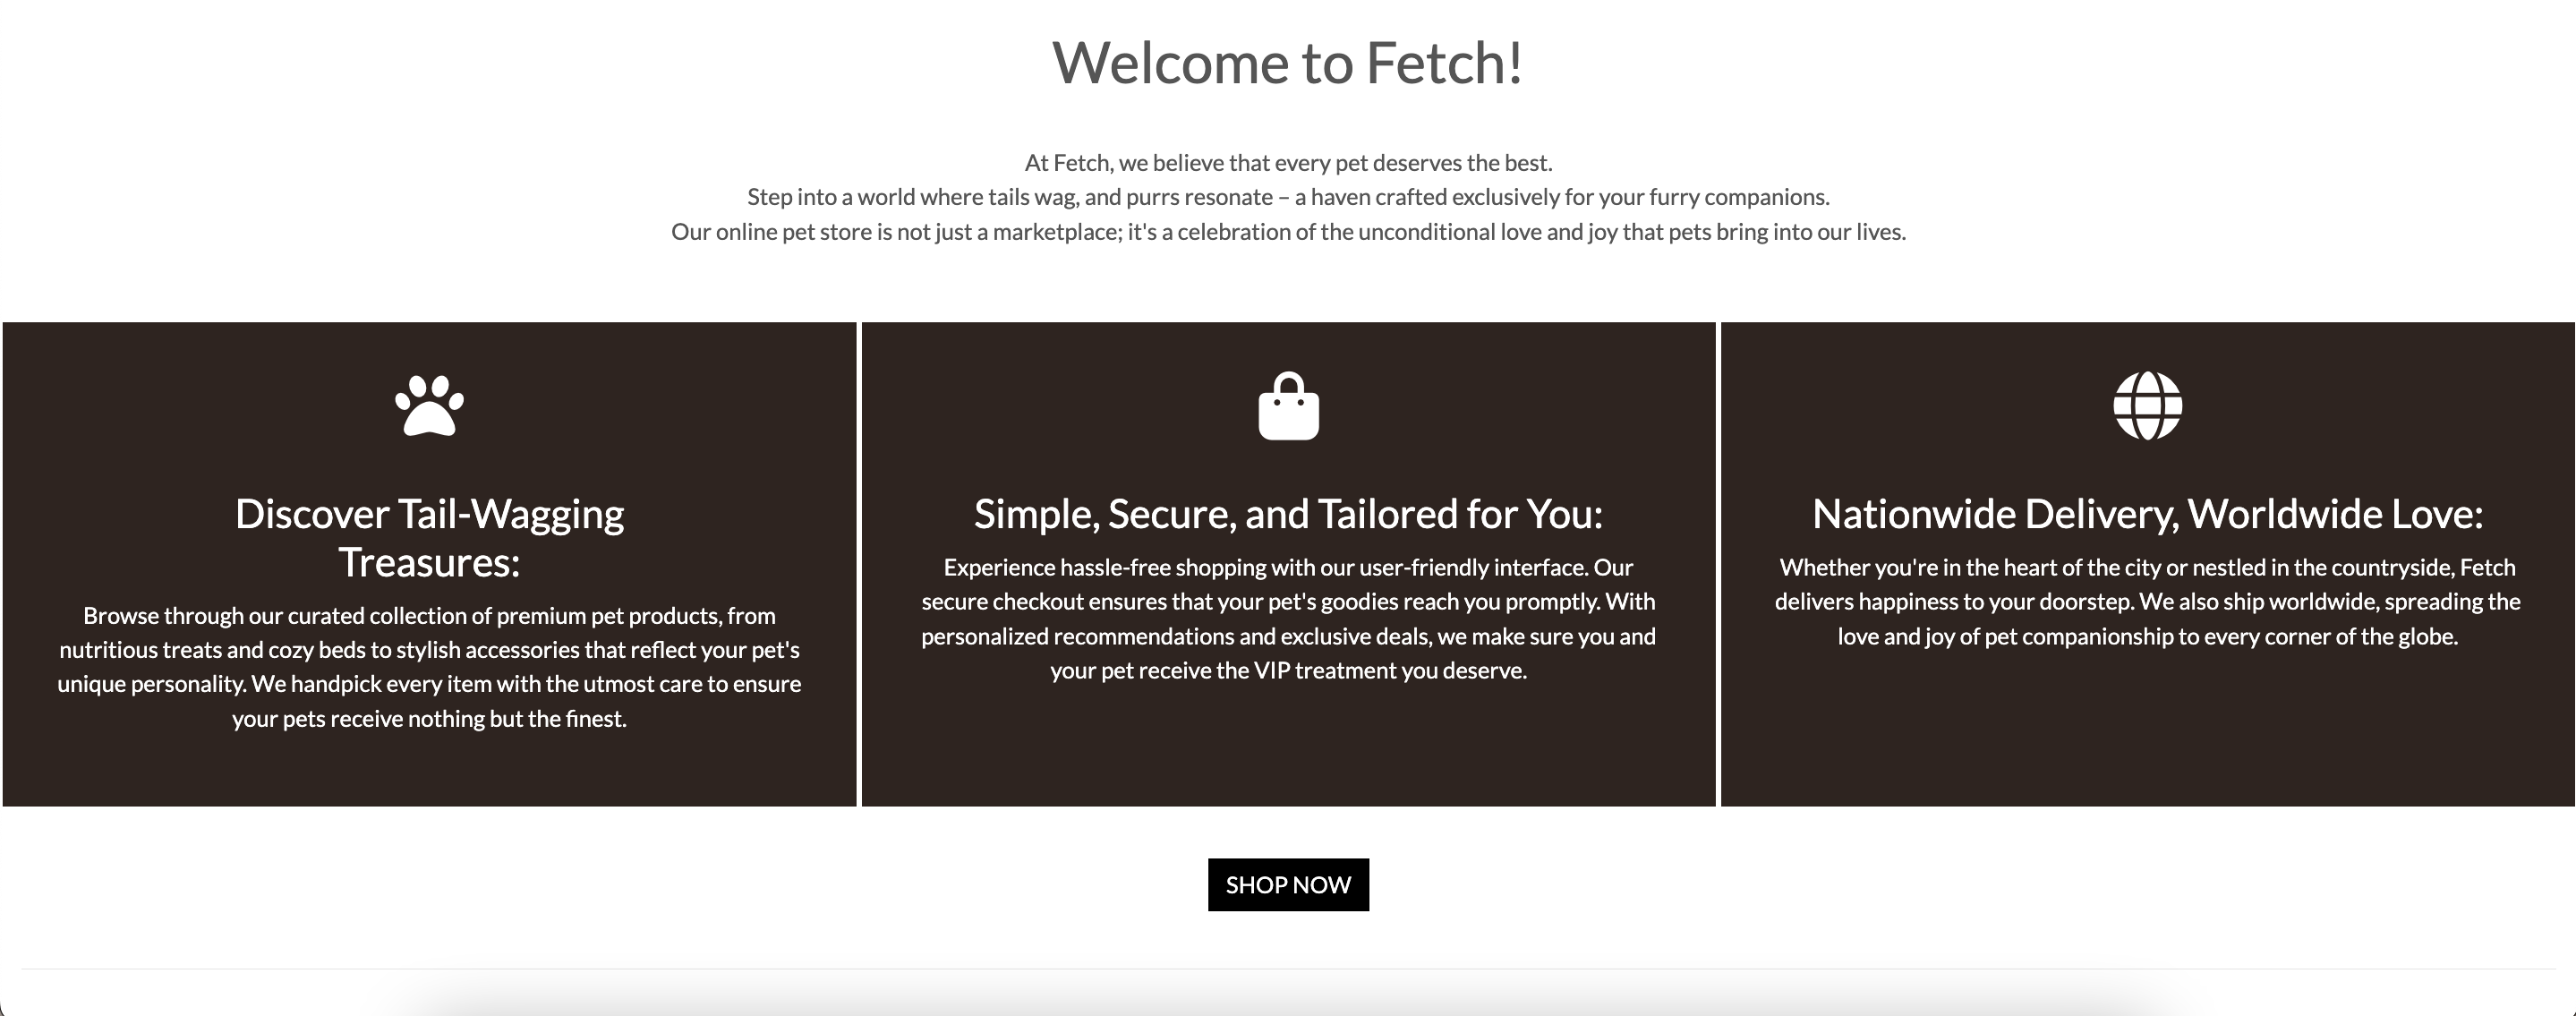 Welcome to Fetch!
At Fetch, we believe that every pet deserves the best.
Step into a world where tails wag, and purrs resonate – a haven crafted exclusively for your furry companions.
Our online pet store is not just a marketplace; it's a celebration of the unconditional love and joy that pets bring into our lives.
Discover Tail-Wagging
Treasures:
Browse through our curated collection of premium pet products, from
nutritious treats and cozy beds to stylish accessories that reflect your pet's
unique personality. We handpick every item with the utmost care to ensure
your pets receive nothing but the finest.
Simple, Secure, and Tailored for You:
Experience hassle-free shopping with our user-friendly interface. Our
secure checkout ensures that your pet's goodies reach you promptly. With
personalized recommendations and exclusive deals, we make sure you and
your pet receive the VIP treatment you deserve.
Nationwide Delivery, Worldwide Love:
Whether you're in the heart of the city or nestled in the countryside, Fetch
delivers happiness to your doorstep. We also ship worldwide, spreading the
love and joy of pet companionship to every corner of the globe.
SHOP NOW